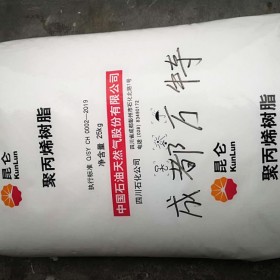 昆仑
KunLun
聚丙烯树脂
执行标准 Q/SY CH 0002-2019
净含量 25kg
中国石油天然气股份有限公司
四川石化公司
成都方特
昆仑
KunLun
聚丙烯树脂